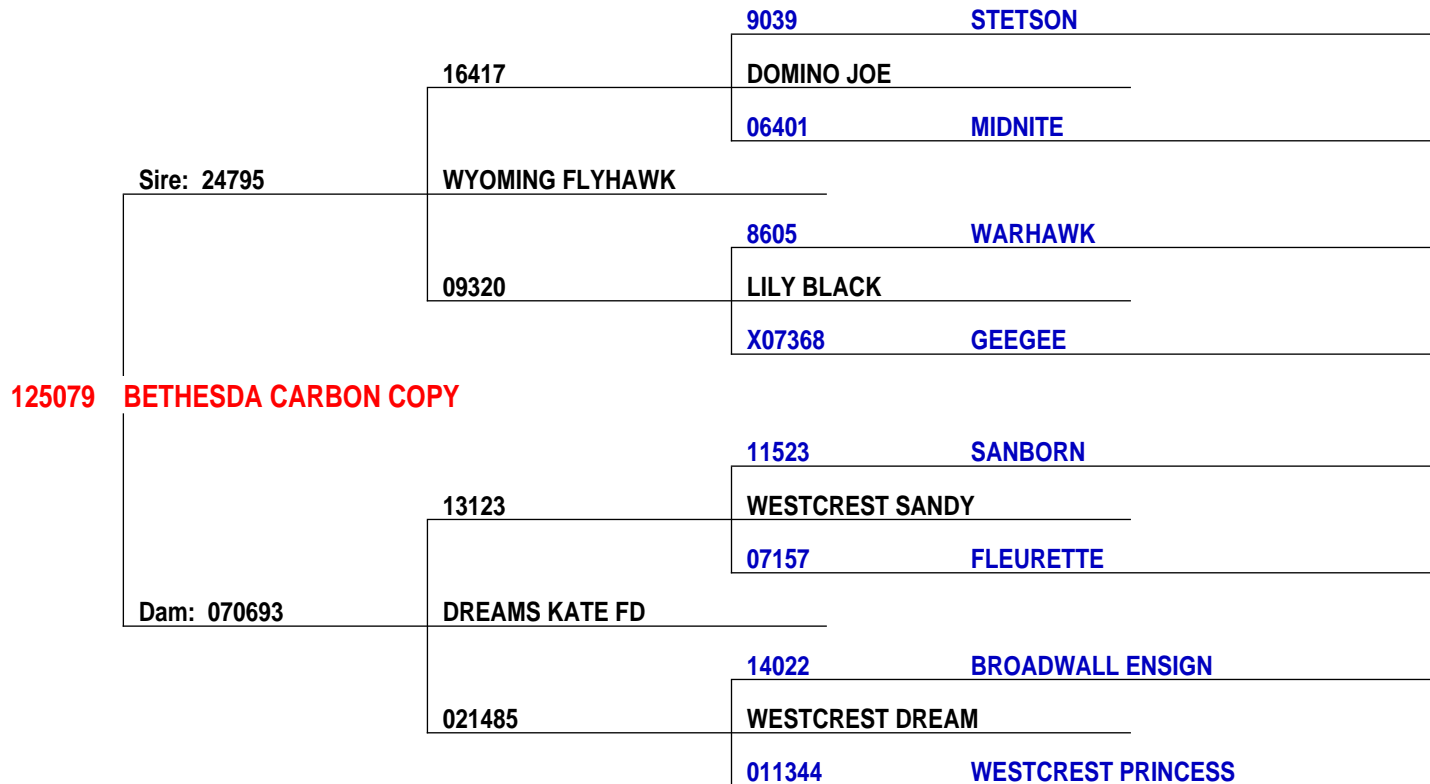 9039 STETSON
16417 DOMINO JOE
06401 MIDNITE
Sire: 24795 WYOMING FLYHAWK
8605 WARHAWK
09320 LILY BLACK
X07368 GEEGEE
125079 BETHESDA CARBON COPY
11523 SANBORN
13123 WESTCREST SANDY
07157 FLEURETTE
Dam: 070693 DREAMS KATE FD
14022 BROADWALL ENSIGN
021485 WESTCREST DREAM
011344 WESTCREST PRINCESS